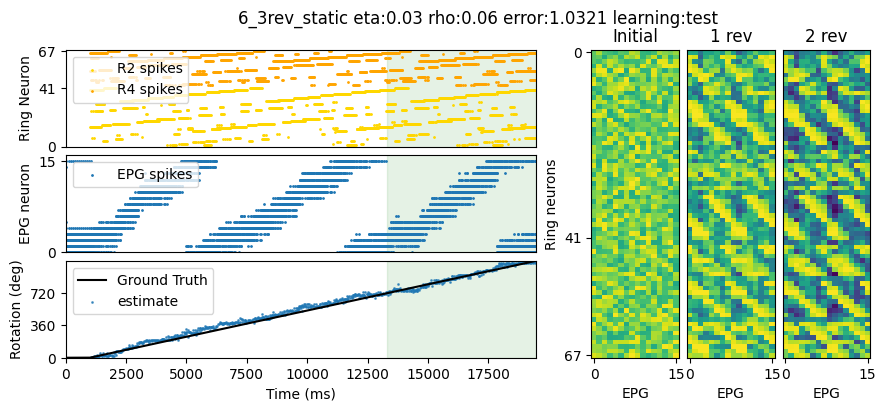 6_3rev_static eta:0.03 rho:0.06 error:1.0321 learning:test
Ring Neuron
67
41
0
R2 spikes
R4 spikes
EPG neuron
15
0
EPG spikes
Rotation (deg)
720
360
0
Ground Truth
estimate
0 2500 5000 7500 10000 12500 15000 17500
Time (ms)
Initial 1 rev 2 rev
Ring neurons
0
41
67
0 15 0 15 0 15
EPG EPG EPG